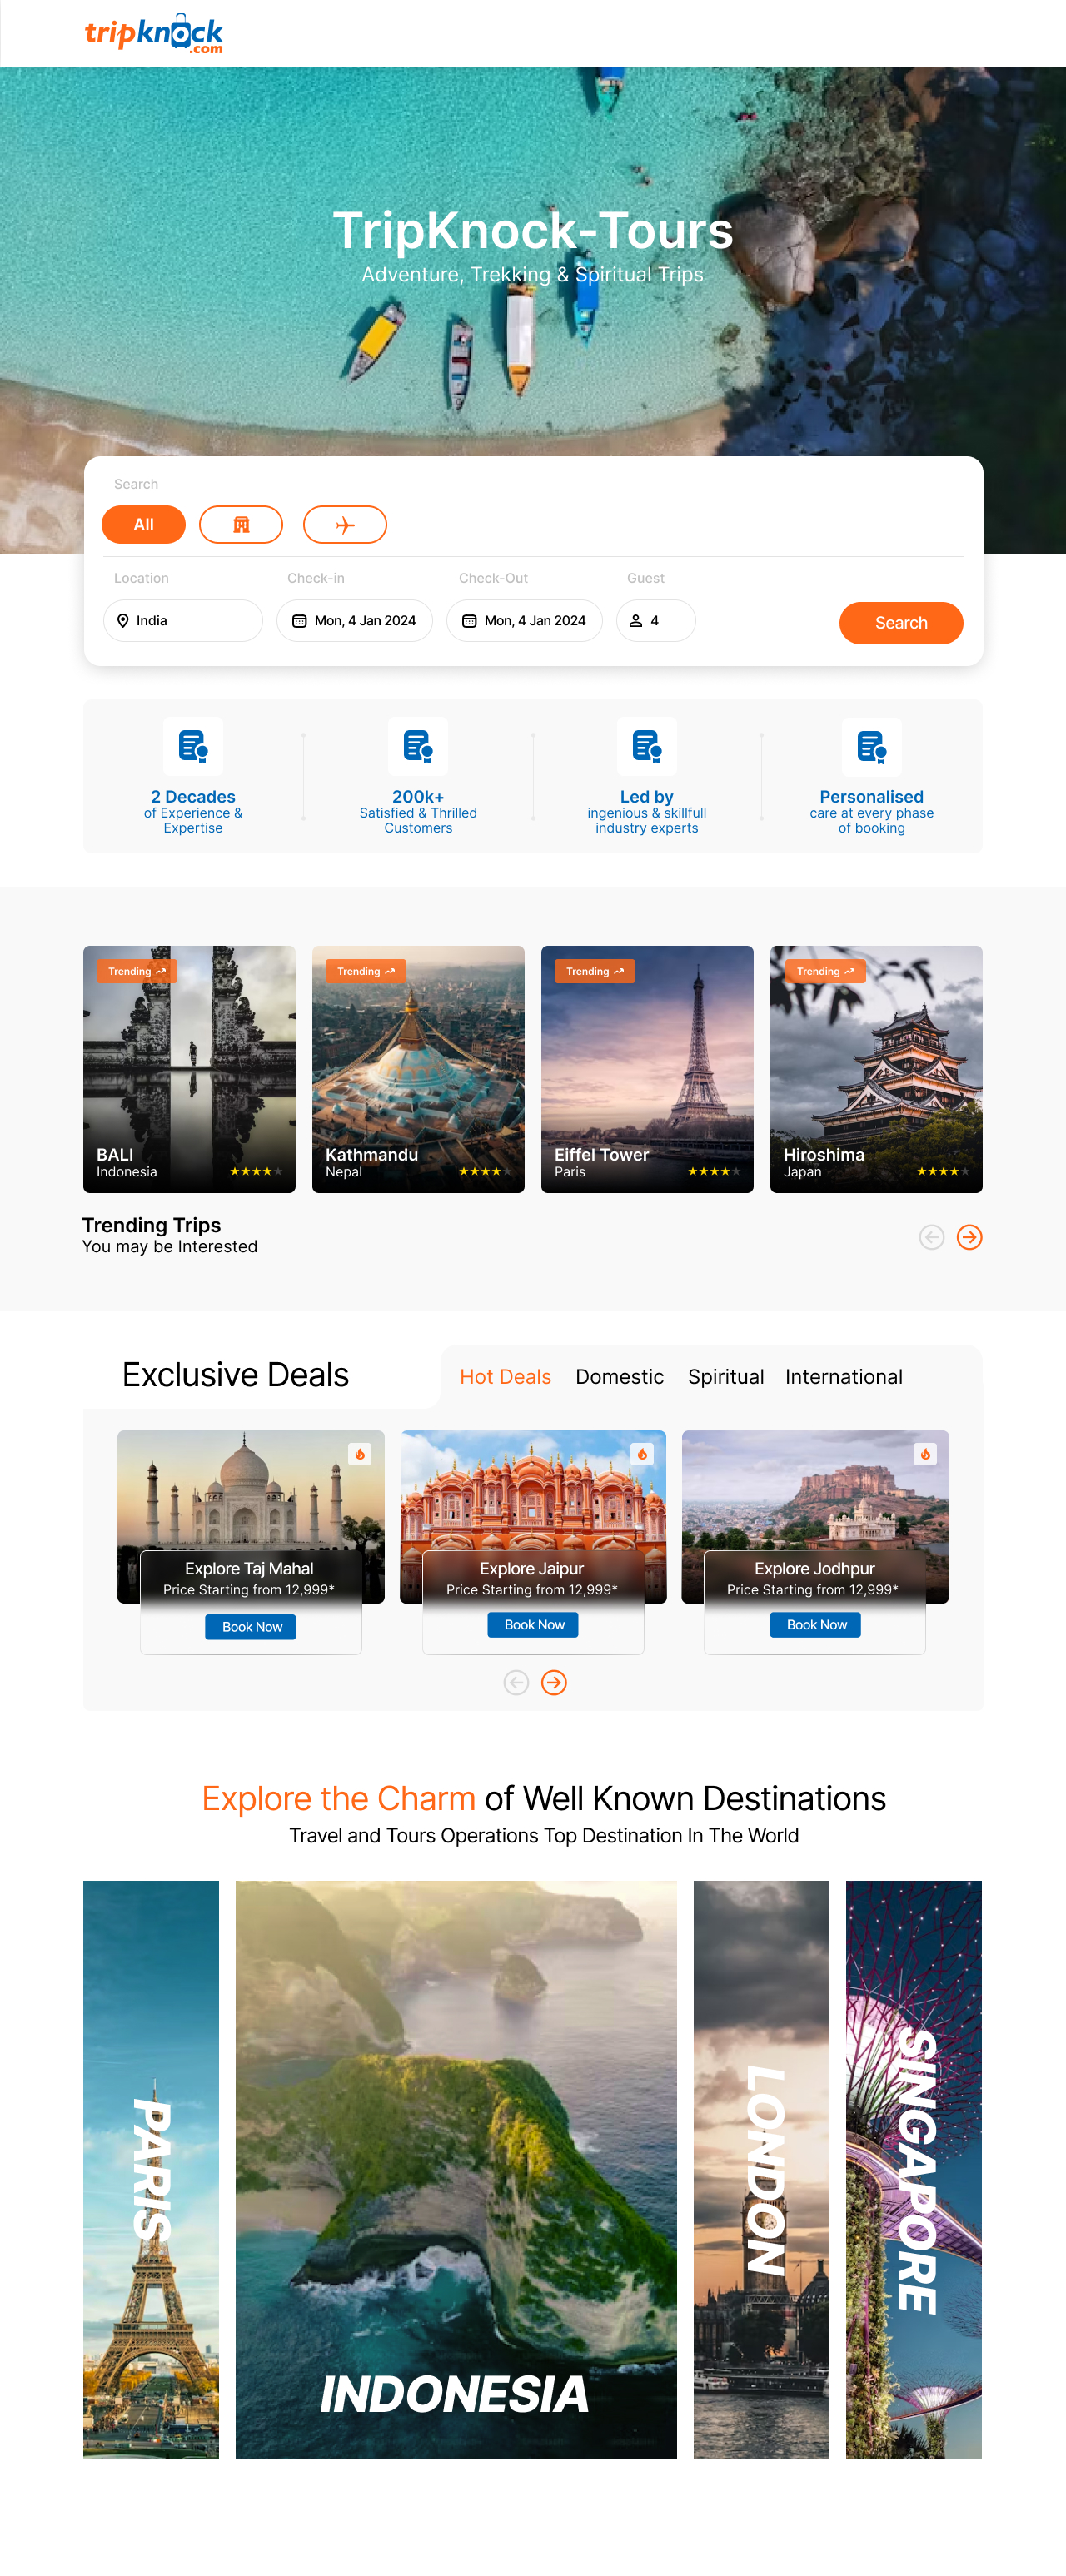 tripknock
.com
TripKnock-Tours
Adventure, Trekking & Spiritual Trips
Search
All
Location
Check-in
Check-Out
Guest
India
Mon, 4 Jan 2024
Mon, 4 Jan 2024
4
Search
2 Decades
of Experience &
Expertise
200k+
Satisfied & Thrilled
Customers
Led by
ingenious & skillfull
industry experts
Personalised
care at every phase
of booking
Trending
BALI
Indonesia
Trending
Kathmandu
Nepal
Trending
Eiffel Tower
Paris
Trending
Hiroshima
Japan
Trending Trips
You may be Interested
Exclusive Deals
Hot Deals
Domestic
Spiritual
International
Explore Taj Mahal
Price Starting from 12,999*
Book Now
Explore Jaipur
Price Starting from 12,999*
Book Now
Explore Jodhpur
Price Starting from 12,999*
Book Now
Explore the Charm of Well Known Destinations
Travel and Tours Operations Top Destination In The World
PARIS
INDONESIA
LONDON
SINGAPORE